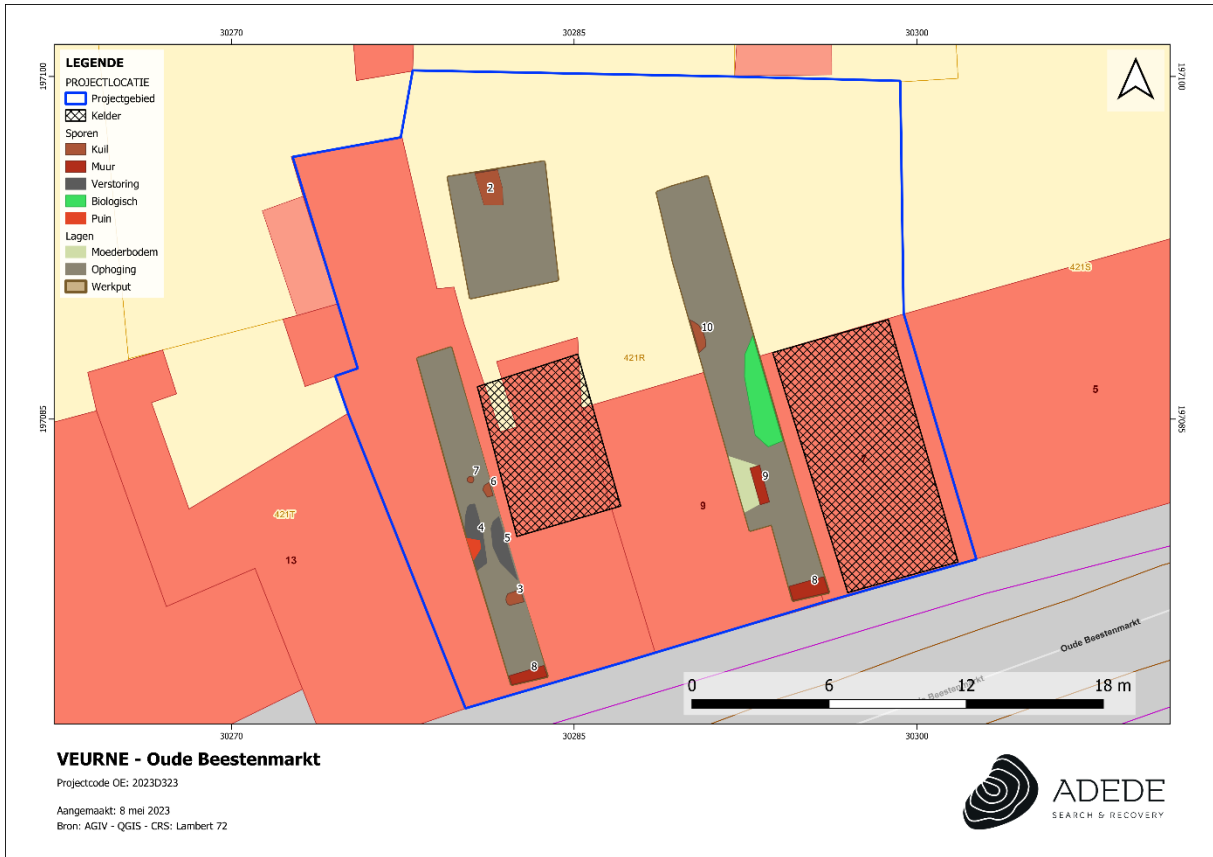 30270
30285
30300
197100
197100
LEGENDE
PROJECTLOCATIE
Projectgebied
Kelder
Sporen
Kuil
Muur
Verstoring
Biologisch
Puin
Lagen
Moederbodem
Ophoging
Werkput
2
421S
10
421R
5
197085
197085
7
6
9
9
421T
4
5
13
3
8
8
Oude Beestenmarkt
0
6
12
18 m
Beestenmarkt
30270
30285
30300
VEURNE - Oude Beestenmarkt
Projectcode OE: 2023D323
Aangemaakt: 8 mei 2023
Bron: AGIV - QGIS - CRS: Lambert 72
ADEDE
SEARCH & RECOVERY